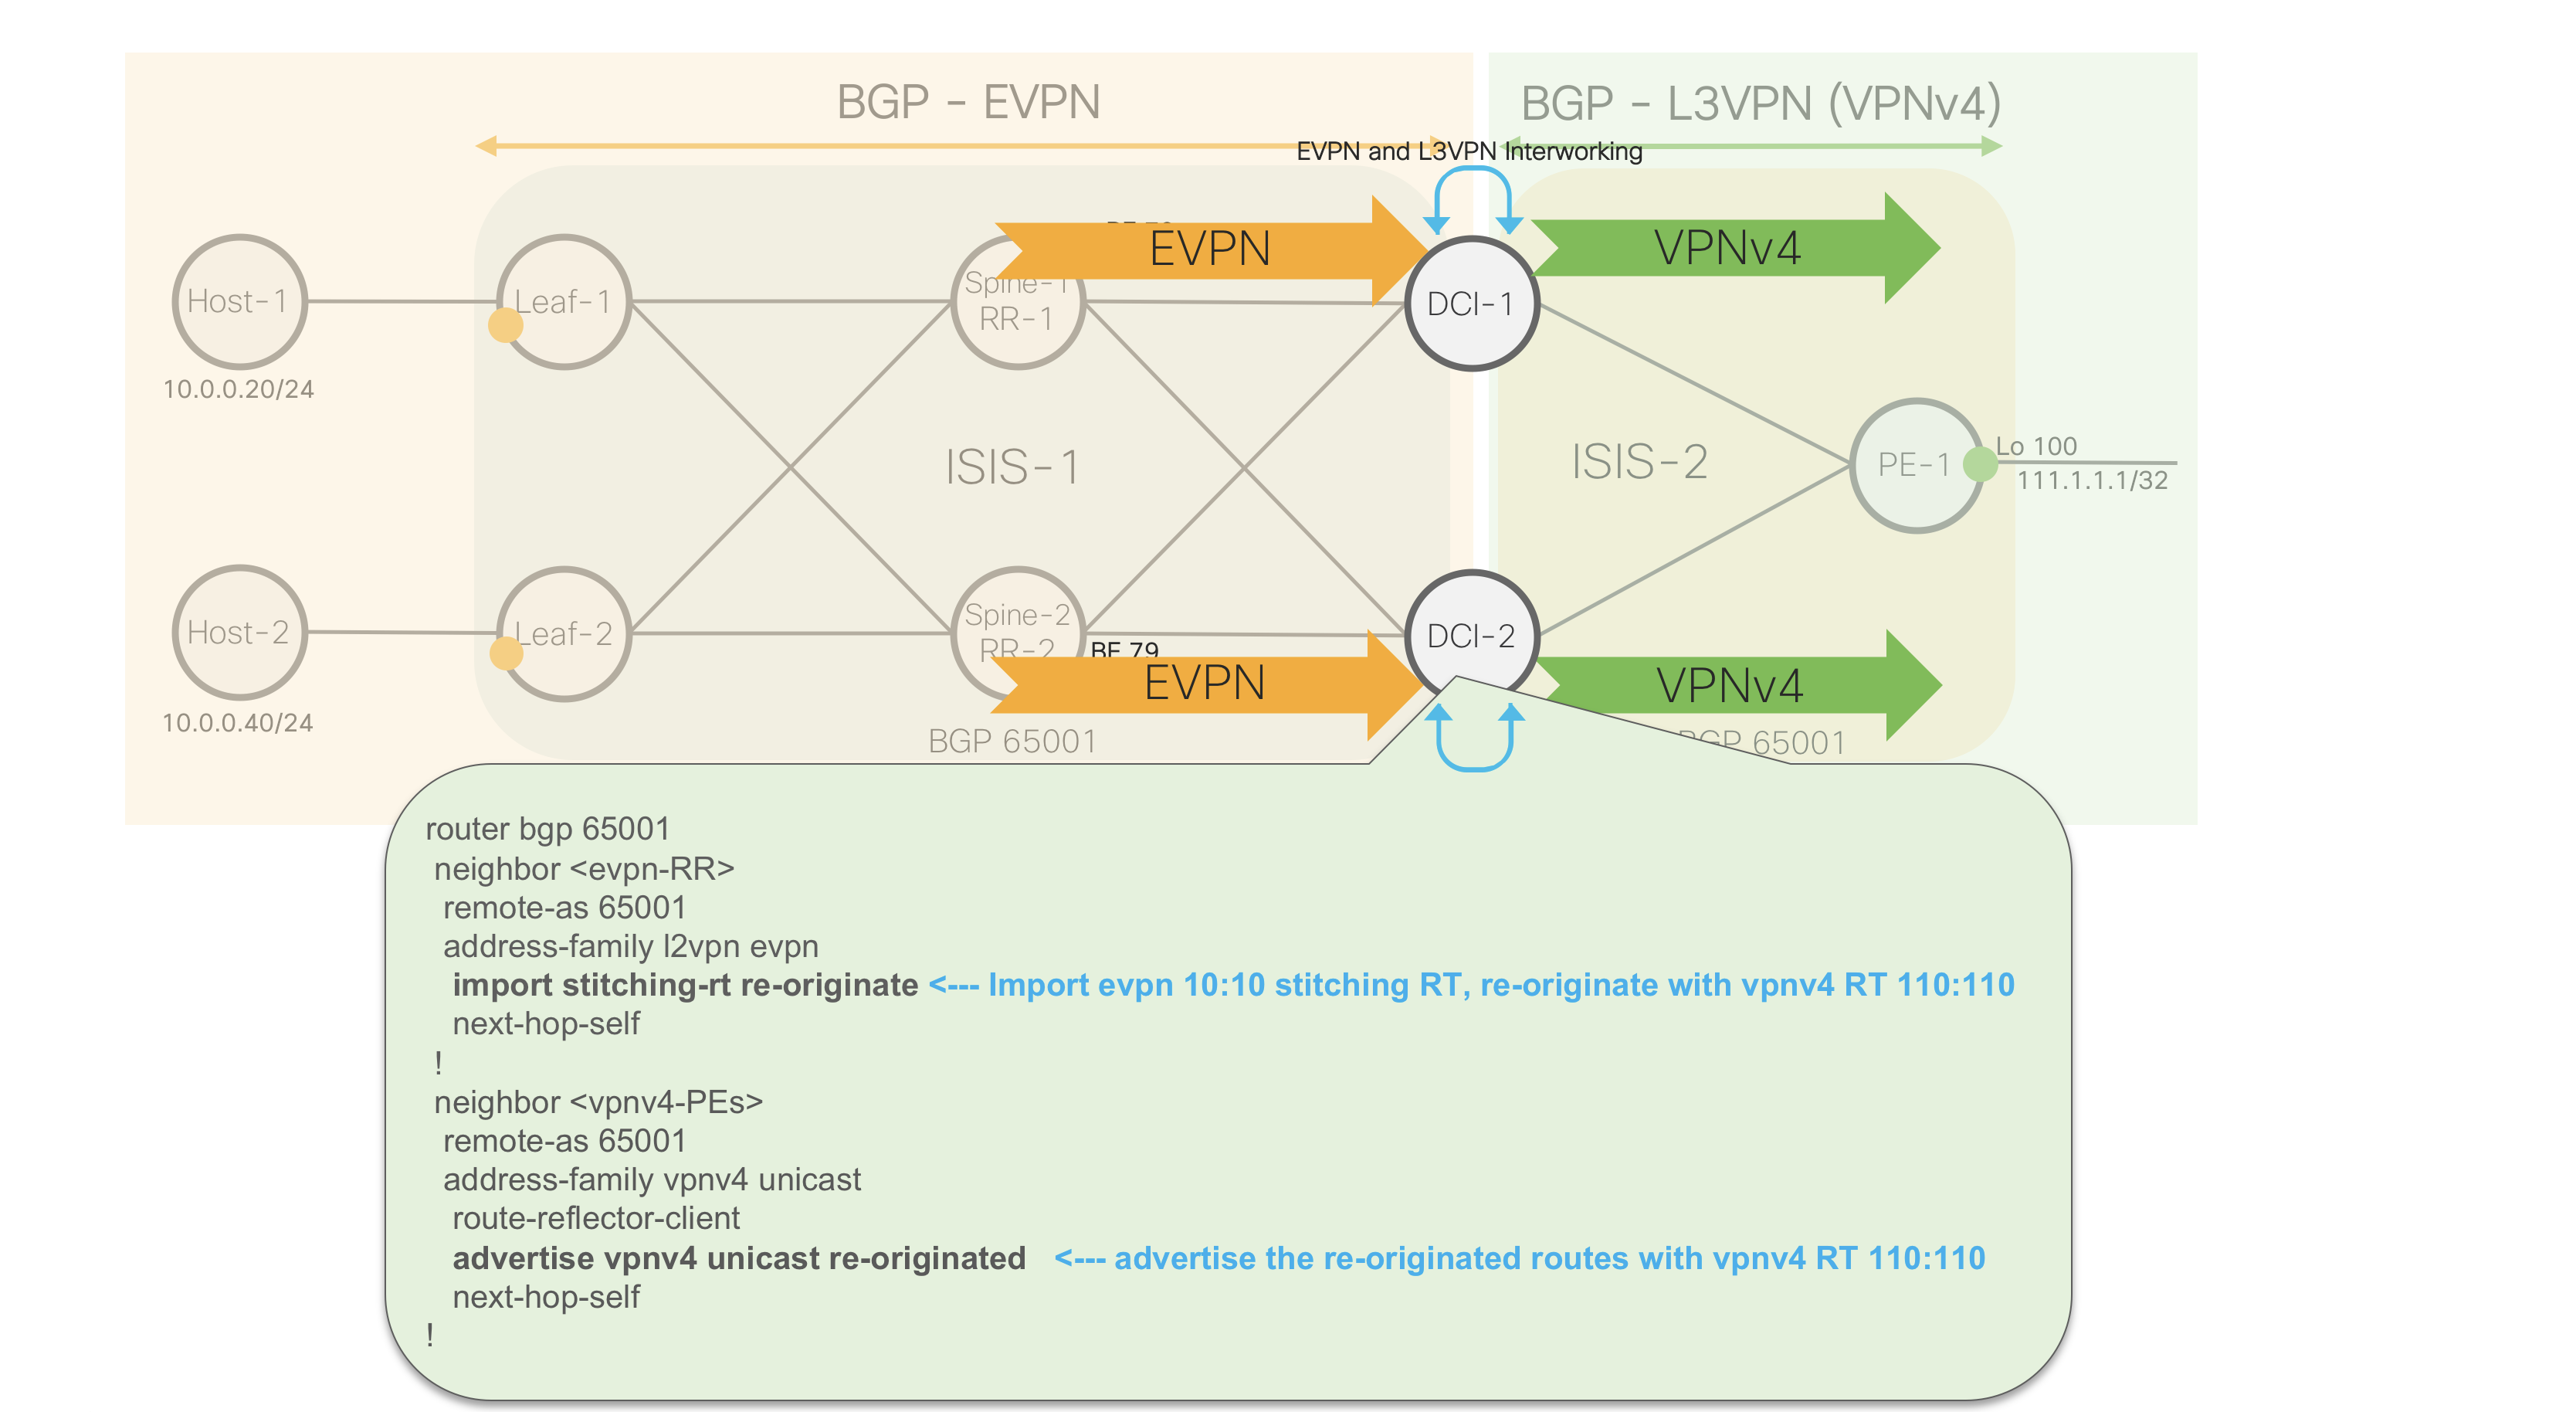 BGP - EVPN
BGP - L3VPN (VPNv4)
EVPN and L3VPN Interworking
EVPN
VPNv4
Host-1
Leaf-1
Spine-1
RR-1
DCI-1
10.0.0.20/24
ISIS-1
ISIS-2
PE-1
Lo 100
111.1.1.1/32
Host-2
Leaf-2
Spine-2
RR-2
BE 79
DCI-2
EVPN
VPNv4
10.0.0.40/24
BGP 65001
BGP 65001
router bgp 65001
neighbor <evpn-RR>
remote-as 65001
address-family l2vpn evpn
import stitching-rt re-originate <--- Import evpn 10:10 stitching RT, re-originate with vpnv4 RT 110:110
next-hop-self
!
neighbor <vpnv4-PEs>
remote-as 65001
address-family vpnv4 unicast
route-reflector-client
advertise vpnv4 unicast re-originated <--- advertise the re-originated routes with vpnv4 RT 110:110
next-hop-self
!